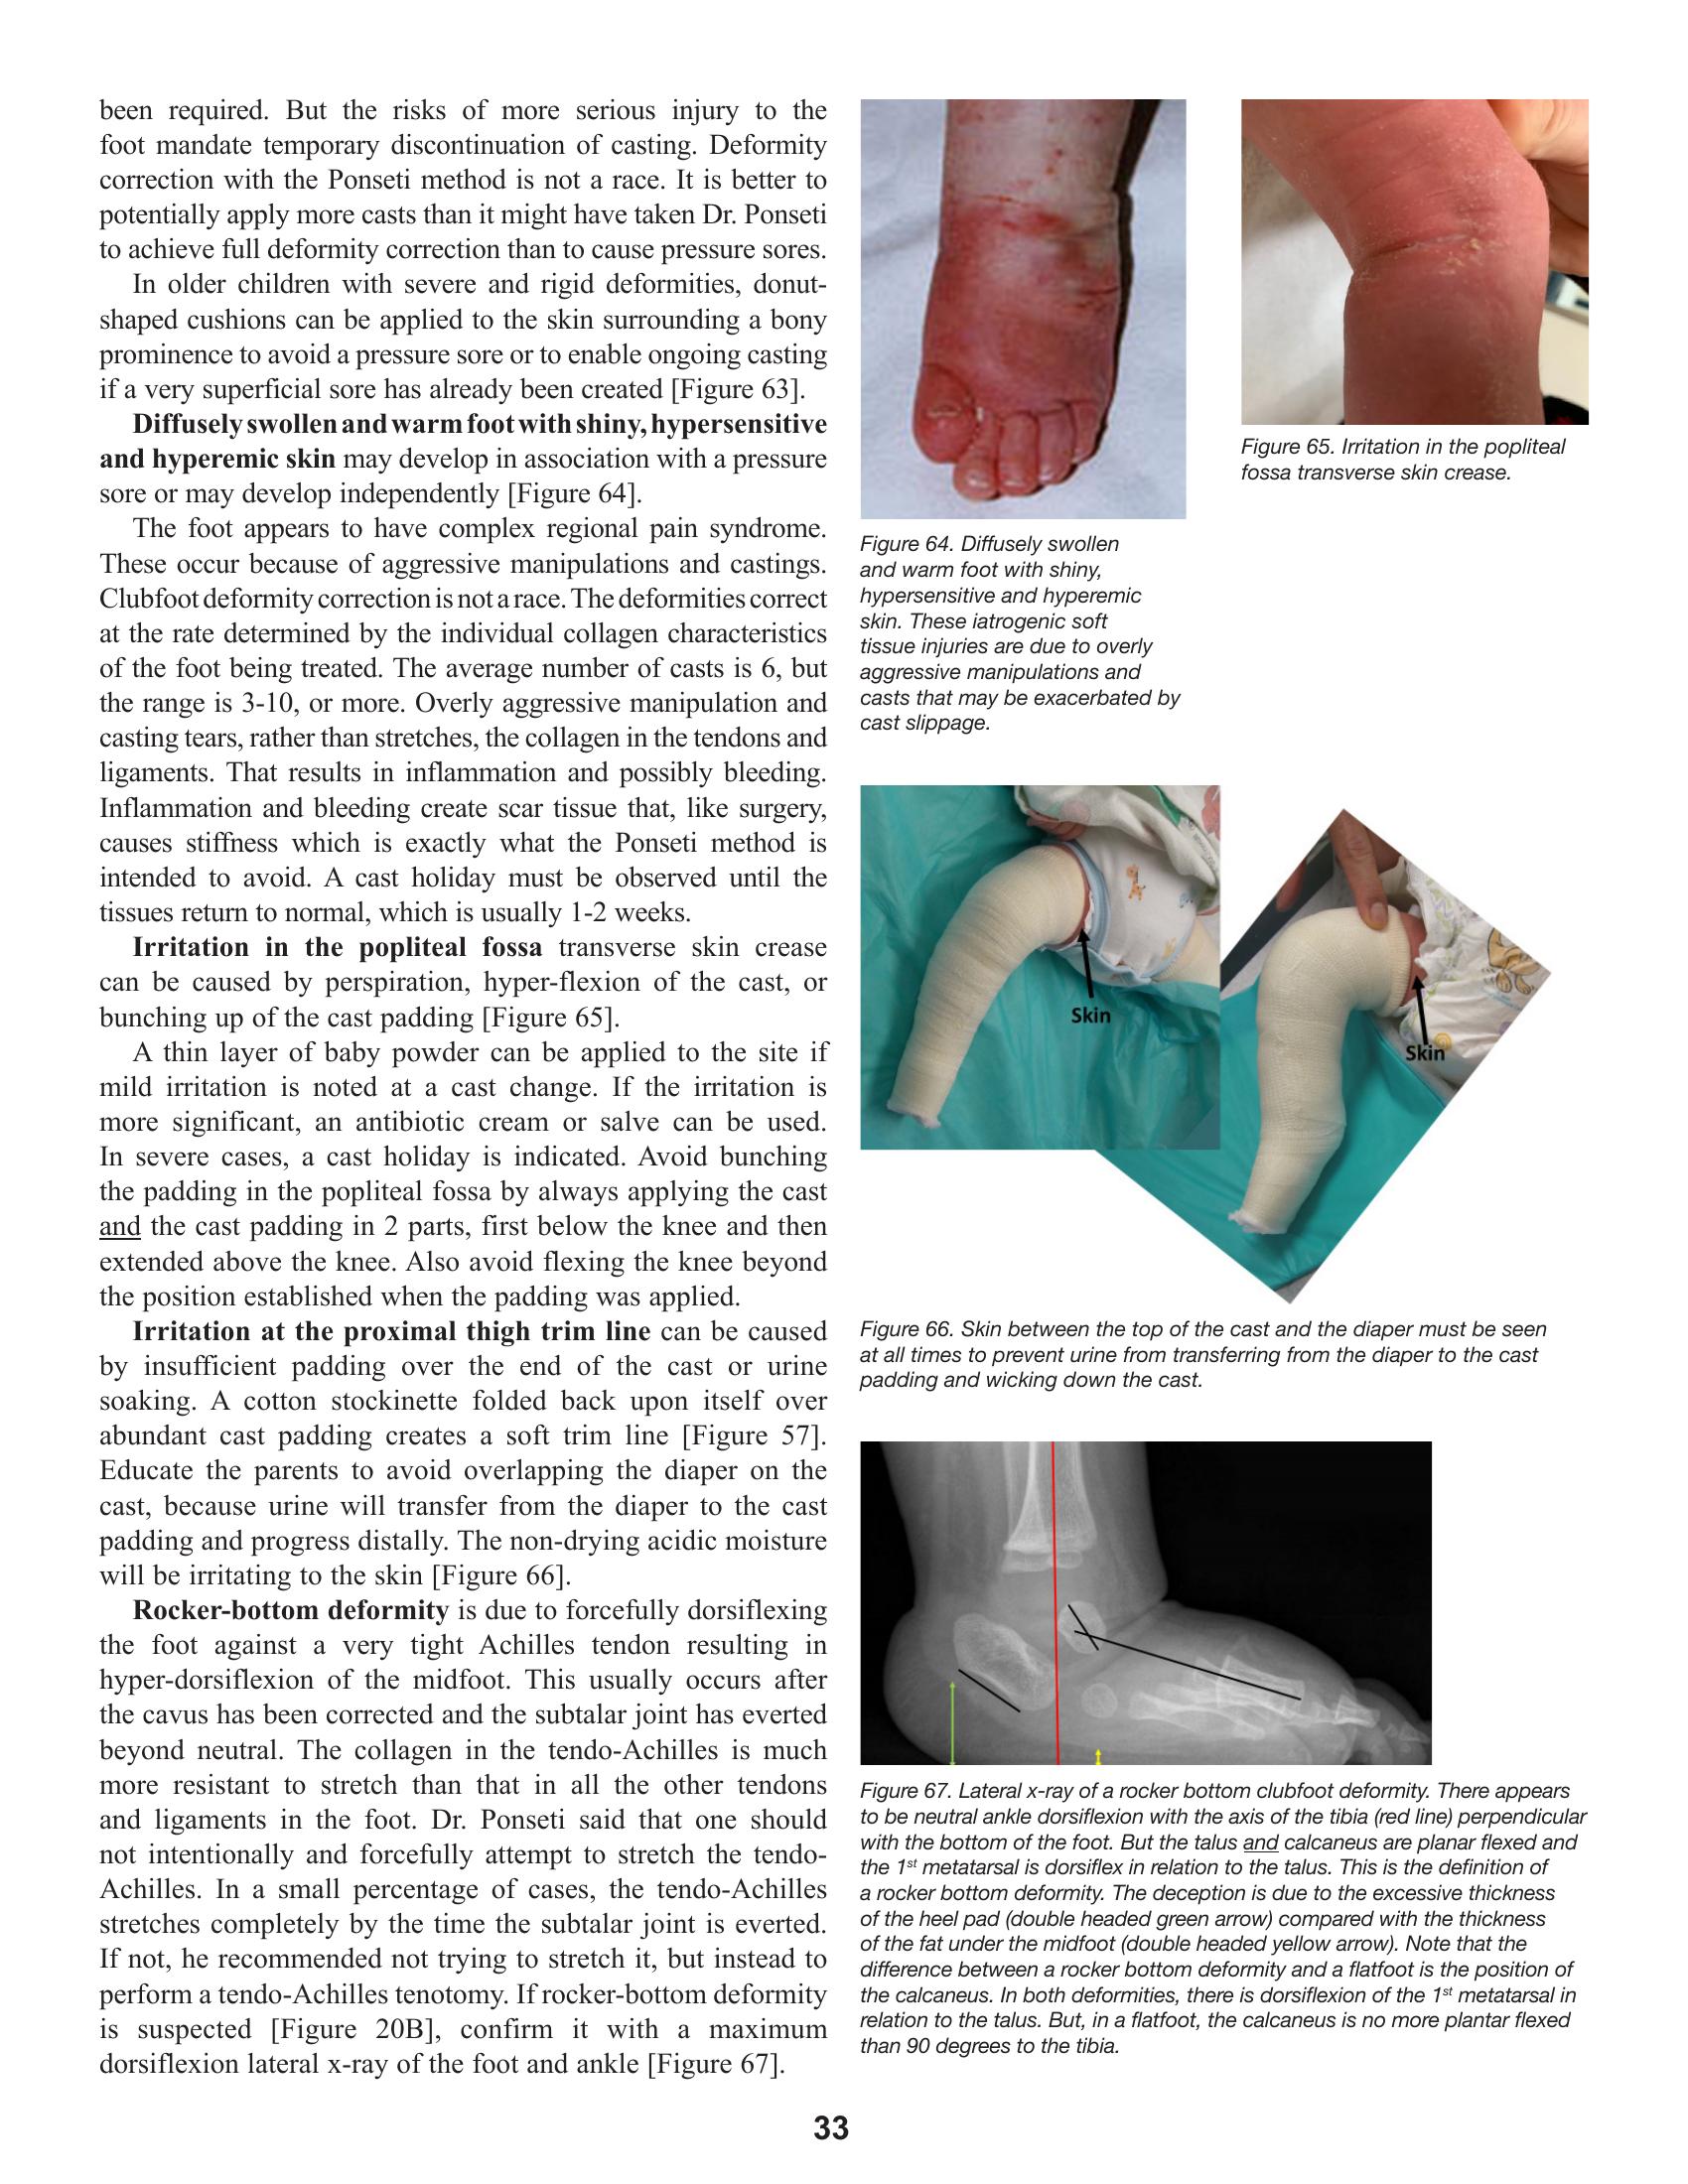 been required. But the risks of more serious injury to the
foot mandate temporary discontinuation of casting. Deformity
correction with the Ponseti method is not a race. It is better to
potentially apply more casts than it might have taken Dr. Ponseti
to achieve full deformity correction than to cause pressure sores.
In older children with severe and rigid deformities, donut-
shaped cushions can be applied to the skin surrounding a bony
prominence to avoid a pressure sore or to enable ongoing casting
if a very superficial sore has already been created [Figure 63].
Diffusely swollen and warm foot with shiny, hypersensitive
and hyperemic skin may develop in association with a pressure
sore or may develop independently [Figure 64].
The foot appears to have complex regional pain syndrome.
These occur because of aggressive manipulations and castings.
Clubfoot deformity correction is not a race. The deformities correct
at the rate determined by the individual collagen characteristics
of the foot being treated. The average number of casts is 6, but
the range is 3-10, or more. Overly aggressive manipulation and
casting tears, rather than stretches, the collagen in the tendons and
ligaments. That results in inflammation and possibly bleeding.
Inflammation and bleeding create scar tissue that, like surgery,
causes stiffness which is exactly what the Ponseti method is
intended to avoid. A cast holiday must be observed until the
tissues return to normal, which is usually 1-2 weeks.
Irritation in the popliteal fossa transverse skin crease
can be caused by perspiration, hyper-flexion of the cast, or
bunching up of the cast padding [Figure 65].
A thin layer of baby powder can be applied to the site if
mild irritation is noted at a cast change. If the irritation is
more significant, an antibiotic cream or salve can be used.
In severe cases, a cast holiday is indicated. Avoid bunching
the padding in the popliteal fossa by always applying the cast
and the cast padding in 2 parts, first below the knee and then
extended above the knee. Also avoid flexing the knee beyond
the position established when the padding was applied.
Irritation at the proximal thigh trim line can be caused
by insufficient padding over the end of the cast or urine
soaking. A cotton stockinette folded back upon itself over
abundant cast padding creates a soft trim line [Figure 57].
Educate the parents to avoid overlapping the diaper on the
cast, because urine will transfer from the diaper to the cast
padding and progress distally. The non-drying acidic moisture
will be irritating to the skin [Figure 66].
Rocker-bottom deformity is due to forcefully dorsiflexing
the foot against a very tight Achilles tendon resulting in
hyper-dorsiflexion of the midfoot. This usually occurs after
the cavus has been corrected and the subtalar joint has everted
beyond neutral. The collagen in the tendo-Achilles is much
more resistant to stretch than that in all the other tendons
and ligaments in the foot. Dr. Ponseti said that one should
not intentionally and forcefully attempt to stretch the tendo-
Achilles. In a small percentage of cases, the tendo-Achilles
stretches completely by the time the subtalar joint is everted.
If not, he recommended not trying to stretch it, but instead to
perform a tendo-Achilles tenotomy. If rocker-bottom deformity
is suspected [Figure 20B], confirm it with a maximum
dorsiflexion lateral x-ray of the foot and ankle [Figure 67].
Figure 64. Diffusely swollen
and warm foot with shiny,
hypersensitive and hyperemic
skin. These iatrogenic soft
tissue injuries are due to overly
aggressive manipulations and
casts that may be exacerbated by
cast slippage.
Figure 65. Irritation in the popliteal
fossa transverse skin crease.
Skin
Skin
Figure 66. Skin between the top of the cast and the diaper must be seen
at all times to prevent urine from transferring from the diaper to the cast
padding and wicking down the cast.
Figure 67. Lateral x-ray of a rocker bottom clubfoot deformity. There appears
to be neutral ankle dorsiflexion with the axis of the tibia (red line) perpendicular
with the bottom of the foot. But the talus and calcaneus are planar flexed and
the 1st metatarsal is dorsiflex in relation to the talus. This is the definition of
a rocker bottom deformity. The deception is due to the excessive thickness
of the heel pad (double headed green arrow) compared with the thickness
of the fat under the midfoot (double headed yellow arrow). Note that the
difference between a rocker bottom deformity and a flatfoot is the position of
the calcaneus. In both deformities, there is dorsiflexion of the 1st metatarsal in
relation to the talus. But, in a flatfoot, the calcaneus is no more plantar flexed
than 90 degrees to the tibia.
33